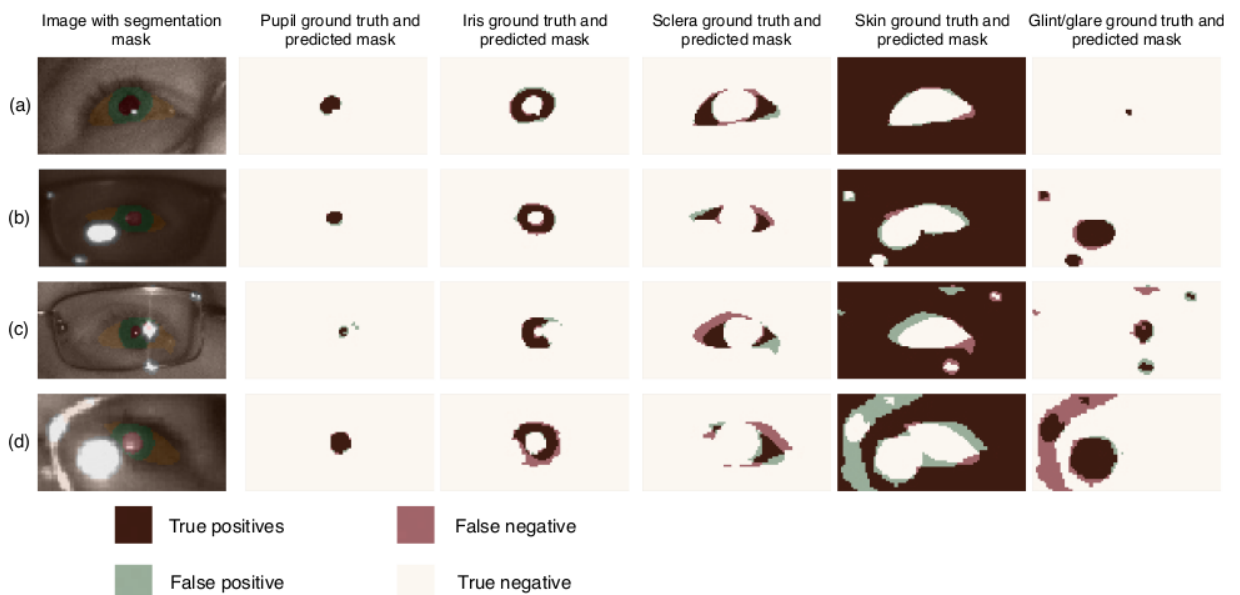 Image with segmentation
mask
Pupil ground truth and
predicted mask
Iris ground truth and
predicted mask
Sclera ground truth and
predicted mask
Skin ground truth and
predicted mask
Glint/glare ground truth and
predicted mask
(a)
(b)
(c)
(d)
True positives
False negative
False positive
True negative